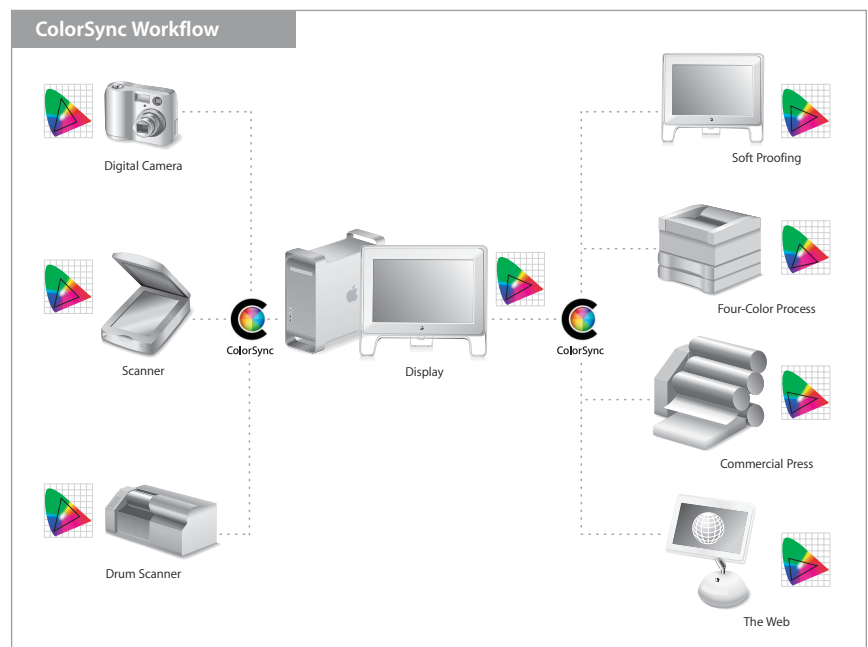 ColorSync Workflow
Digital Camera
Scanner
Drum Scanner
ColorSync
Display
ColorSync
Soft Proofing
Four-Color Process
Commercial Press
The Web